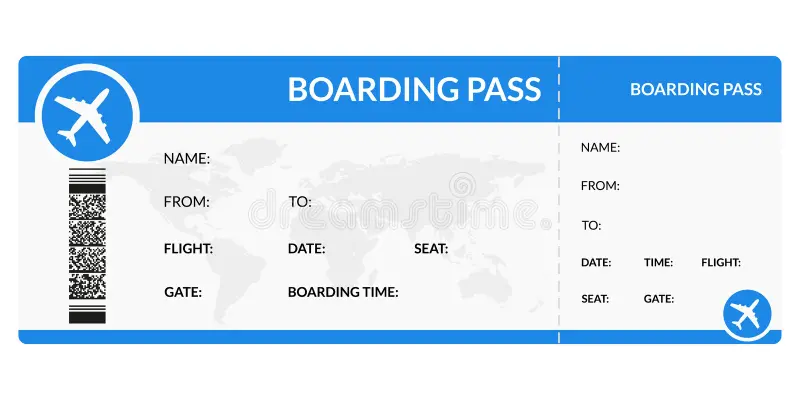 BOARDING PASS
NAME:
FROM: TO:
FLIGHT: DATE: SEAT:
GATE: BOARDING TIME:
dreamstime
BOARDING PASS
NAME:
FROM:
TO:
DATE: TIME: FLIGHT:
SEAT: GATE: